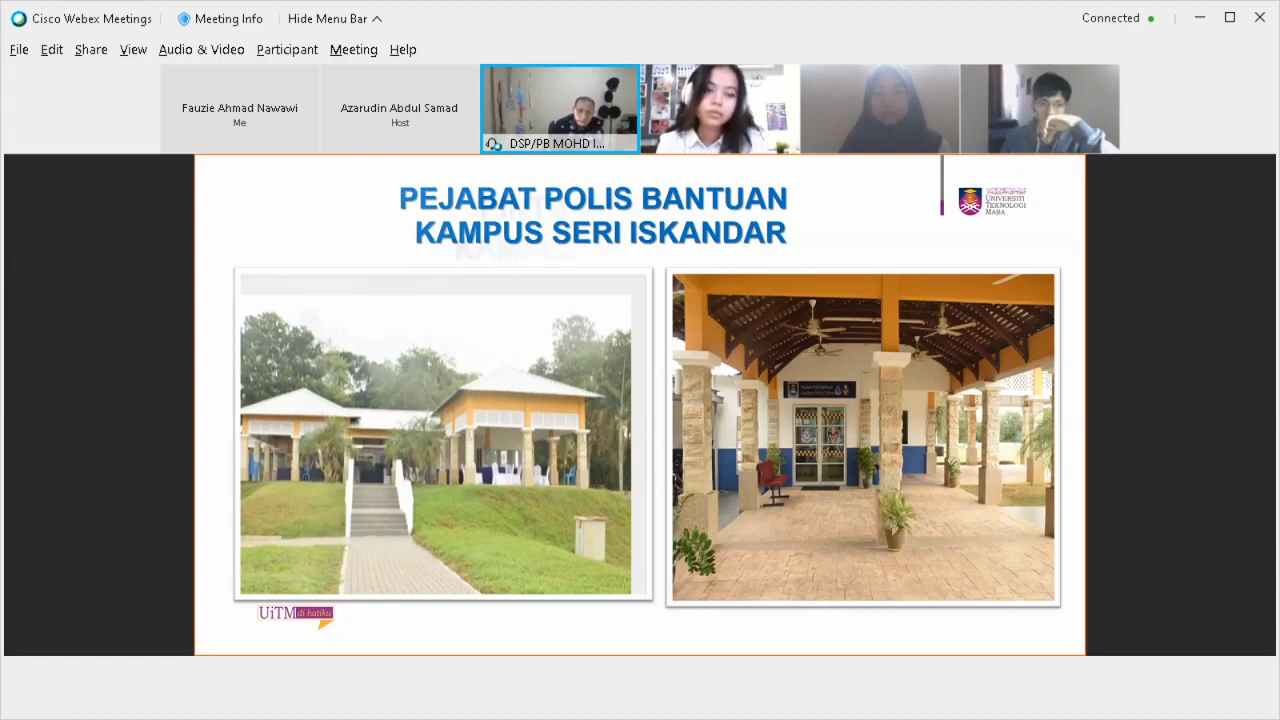 Cisco Webex Meetings
Meeting Info
Hide Menu Bar
Connected
File Edit Share View Audio & Video Participant Meeting Help
Fauzie Ahmad Nawawi
Me
Azarudin Abdul Samad
Host
DSP/PB MOHD I...
PEJABAT POLIS BANTUAN
KAMPUS SERI ISKANDAR
UNIVERSITI
TEKNOLOGI
MARA
UiTM di hatiku